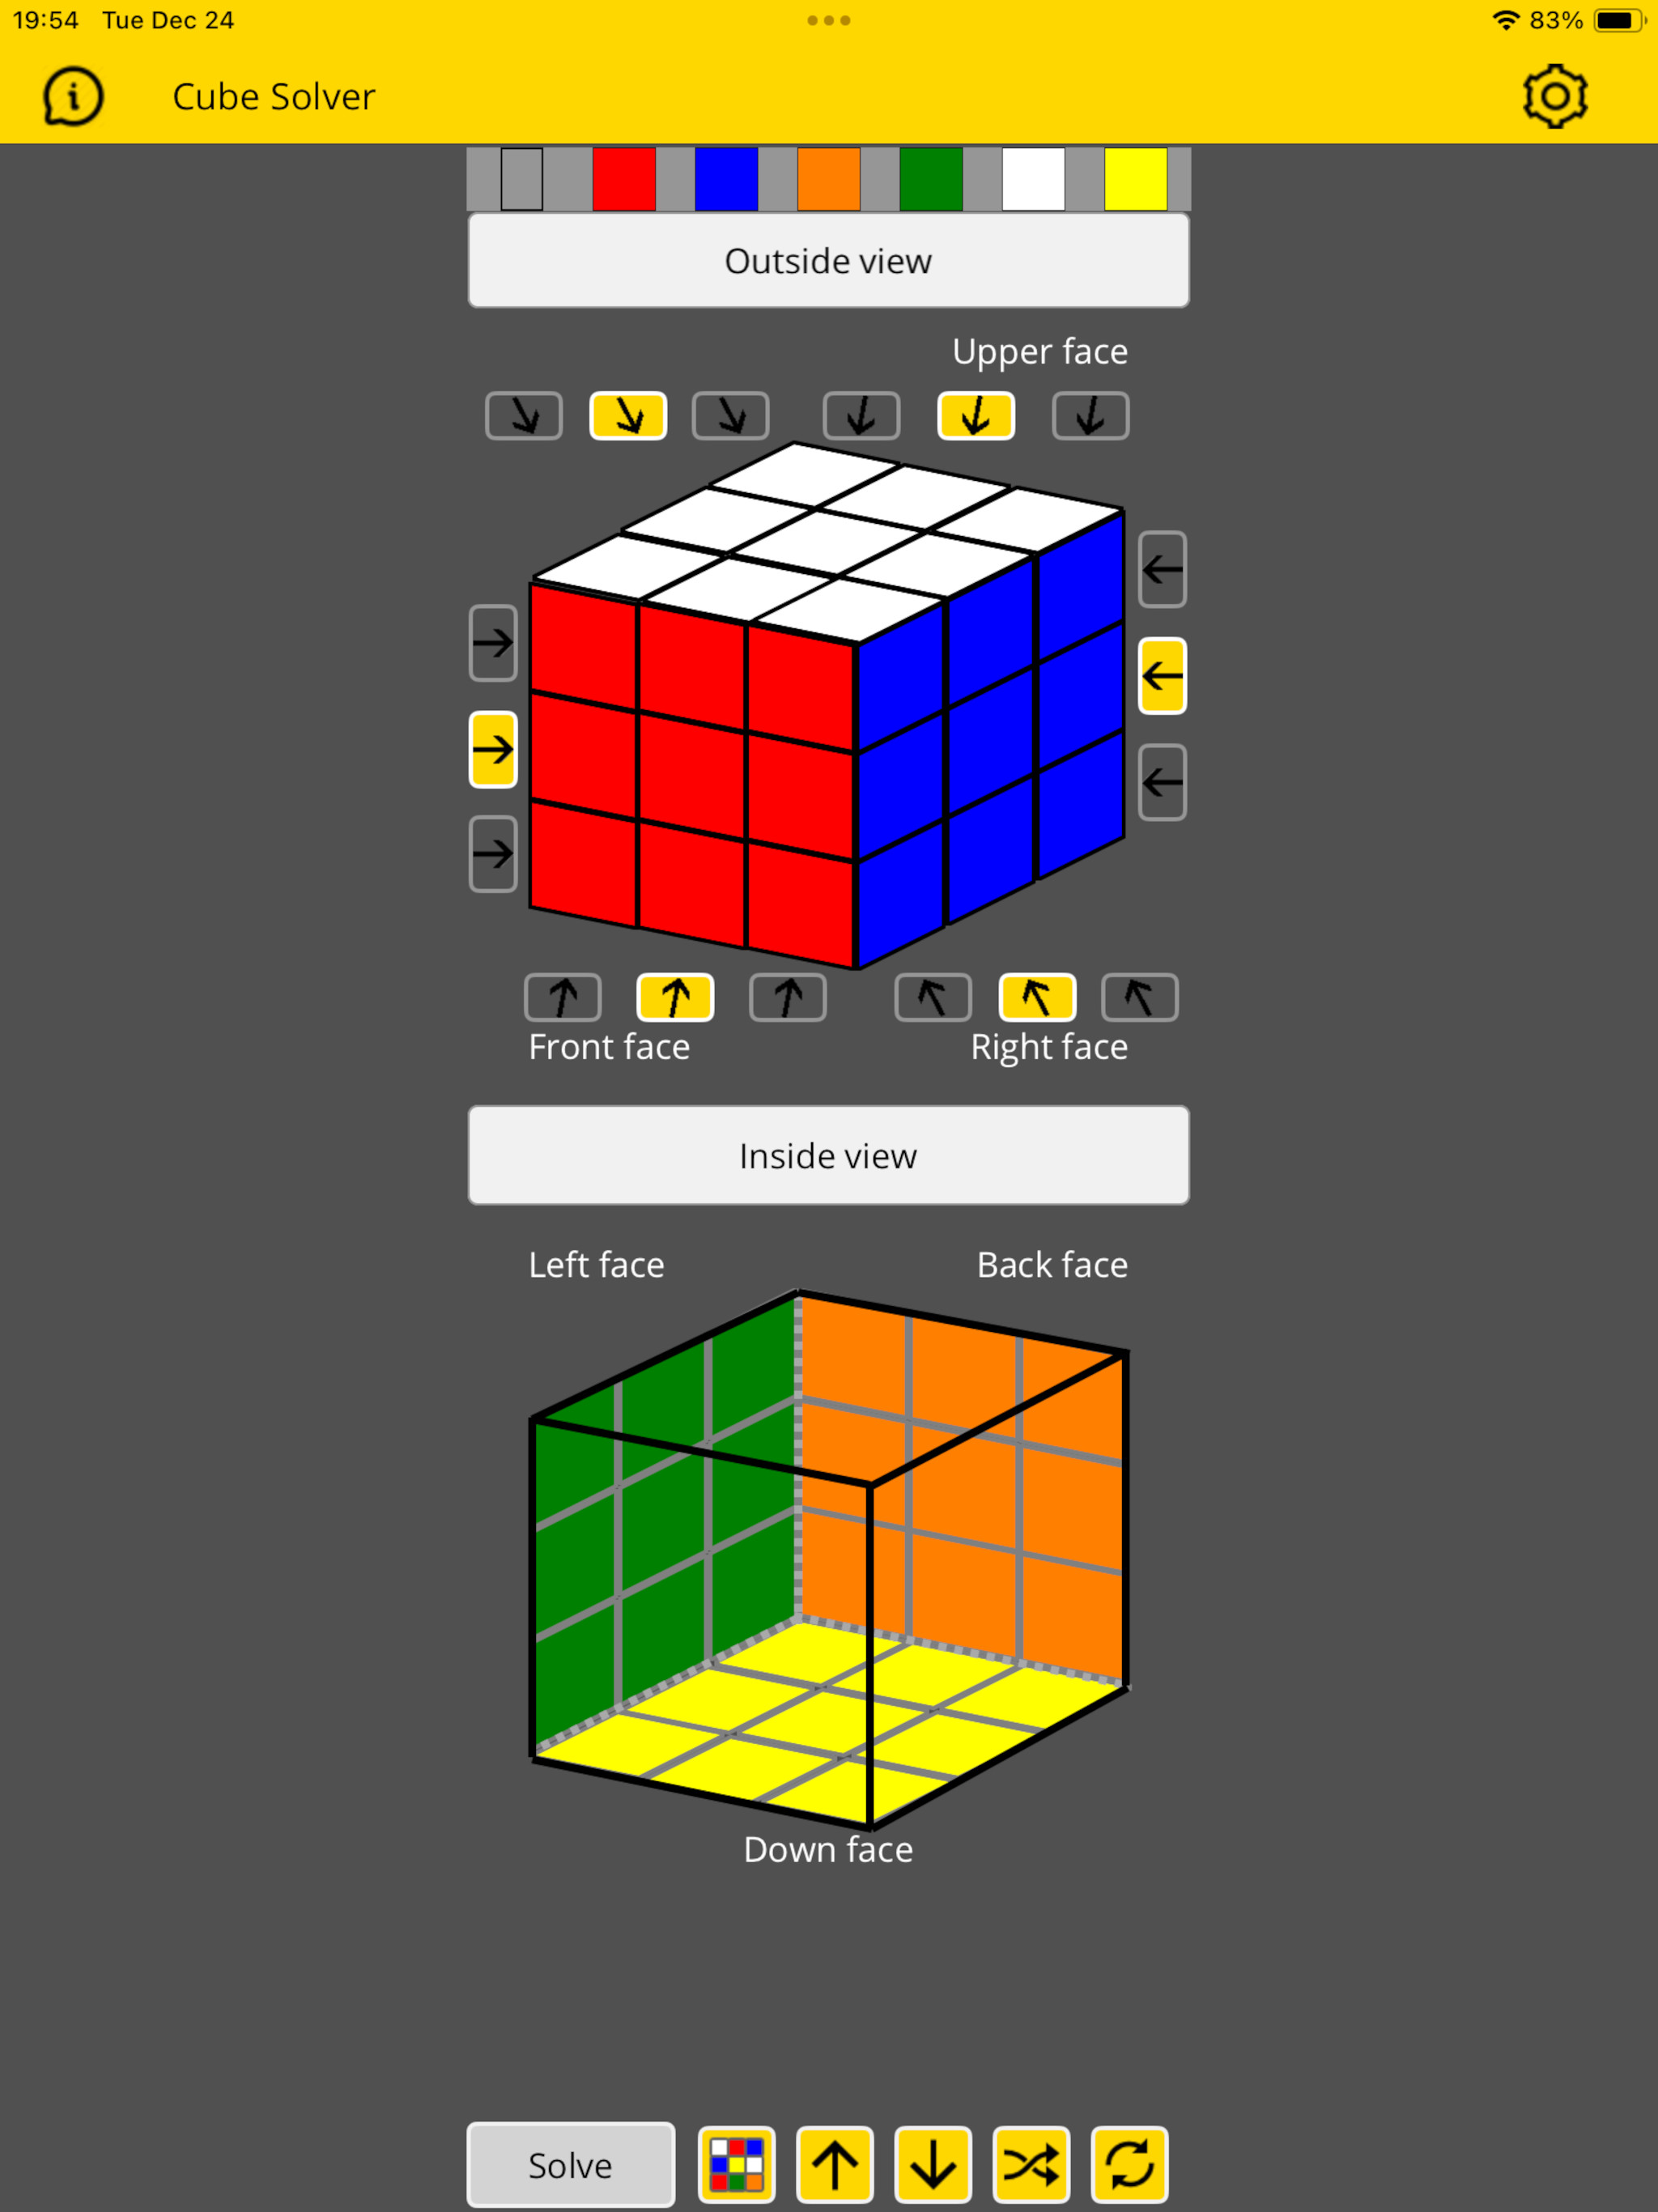 19:54 Tue Dec 24
83%
Cube Solver
Outside view
Upper face
Front face
Right face
Inside view
Left face
Back face
Down face
Solve